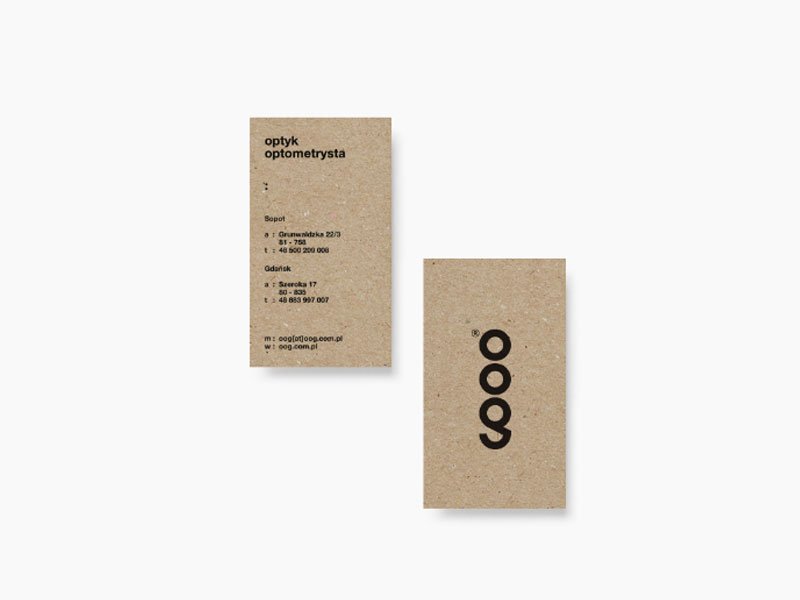 optyk
optometrysta
:
Sopot
a : Grunwaldzka 22/3
81 - 758
t : 48 500 209 008
Gdańsk
a : Szeroka 17
80 - 835
t : 48 883 997 007
m : oog[at]oog.com.pl
w : oog.com.pl
®
oog